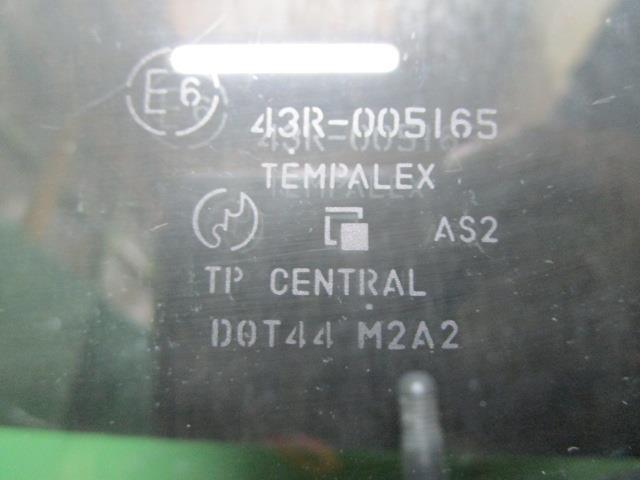 E6
43R-005165
TEMPALEX
AS2
TP CENTRAL
DOT44 M2A2